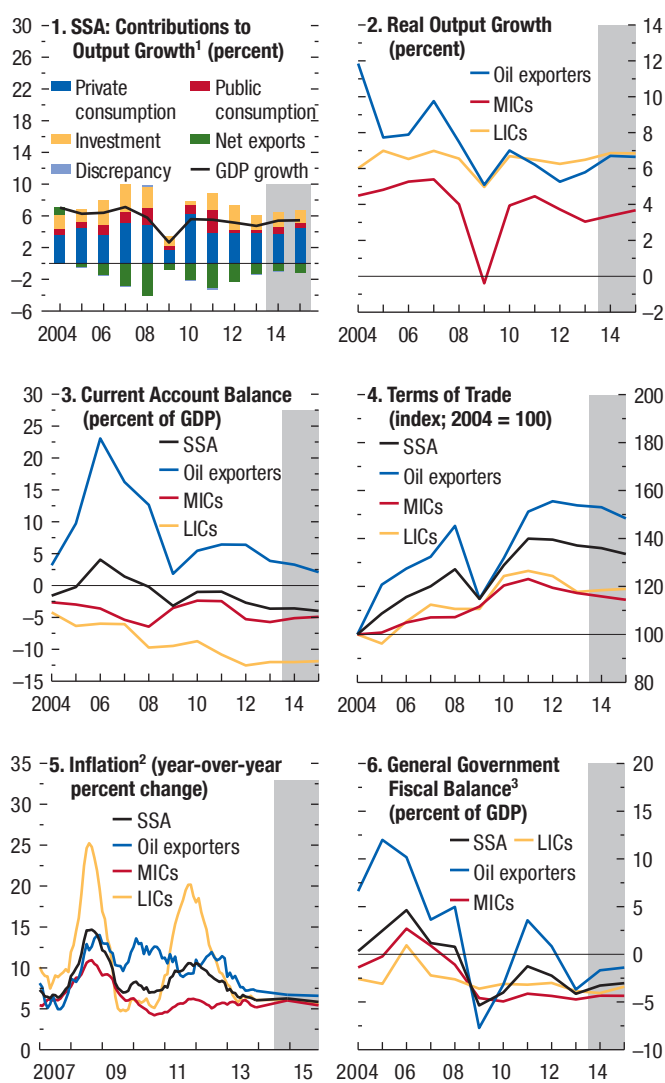 1. SSA: Contributions to
Output Growth¹ (percent)
Private consumption
Public consumption
Investment
Net exports
Discrepancy
GDP growth
30
25
20
15
10
6
2
−2
−6
2004 06 08 10 12 14
2. Real Output Growth
(percent)
Oil exporters
MICs
LICs
14
12
10
8
6
4
2
0
−2
2004 06 08 10 12 14
3. Current Account Balance
(percent of GDP)
SSA
Oil exporters
MICs
LICs
30
25
20
15
10
5
0
−5
−10
−15
2004 06 08 10 12 14
4. Terms of Trade
(index; 2004 = 100)
SSA
Oil exporters
MICs
LICs
200
180
160
140
120
100
80
2004 06 08 10 12 14
5. Inflation² (year-over-year
percent change)
SSA
Oil exporters
MICs
LICs
35
30
25
20
15
10
5
0
2007 09 11 13 15
6. General Government
Fiscal Balance³
(percent of GDP)
SSA
LICs
Oil exporters
MICs
20
15
10
5
0
−5
−10
2004 06 08 10 12 14